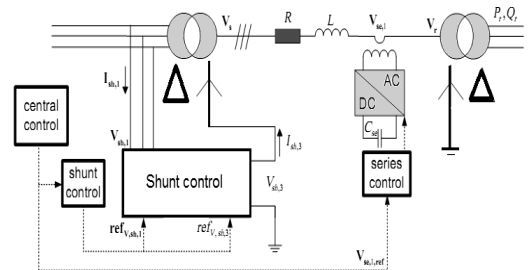 V_s
R
L
V_se,1
V_r
P_r, Q_r
I_sh,1
AC
DC
C_se
central
control
V_sh,1
I_sh,3
shunt
control
Shunt control
V_sh,3
series
control
ref_V,sh,1
ref_V,sh,3
V_se,1,ref